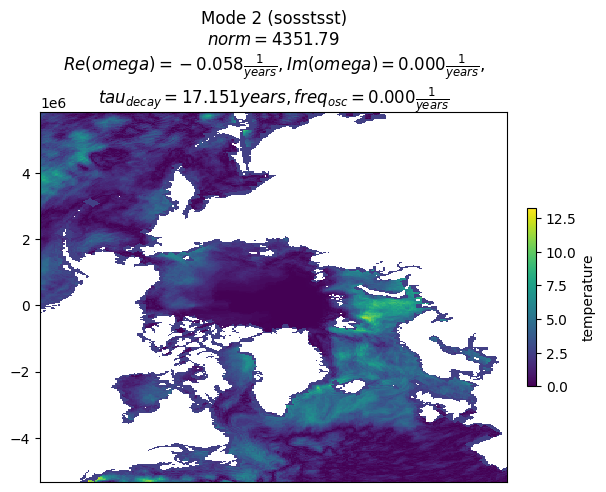 Mode 2 (sosstsst)
norm = 4351.79
Re(omega) = −0.058 1/years, Im(omega) = 0.000 1/years,
tau_decay = 17.151years, freq_osc = 0.000 1/years
1e6
4
2
0
−2
−4
12.5
10.0
7.5
5.0
2.5
0.0
temperature